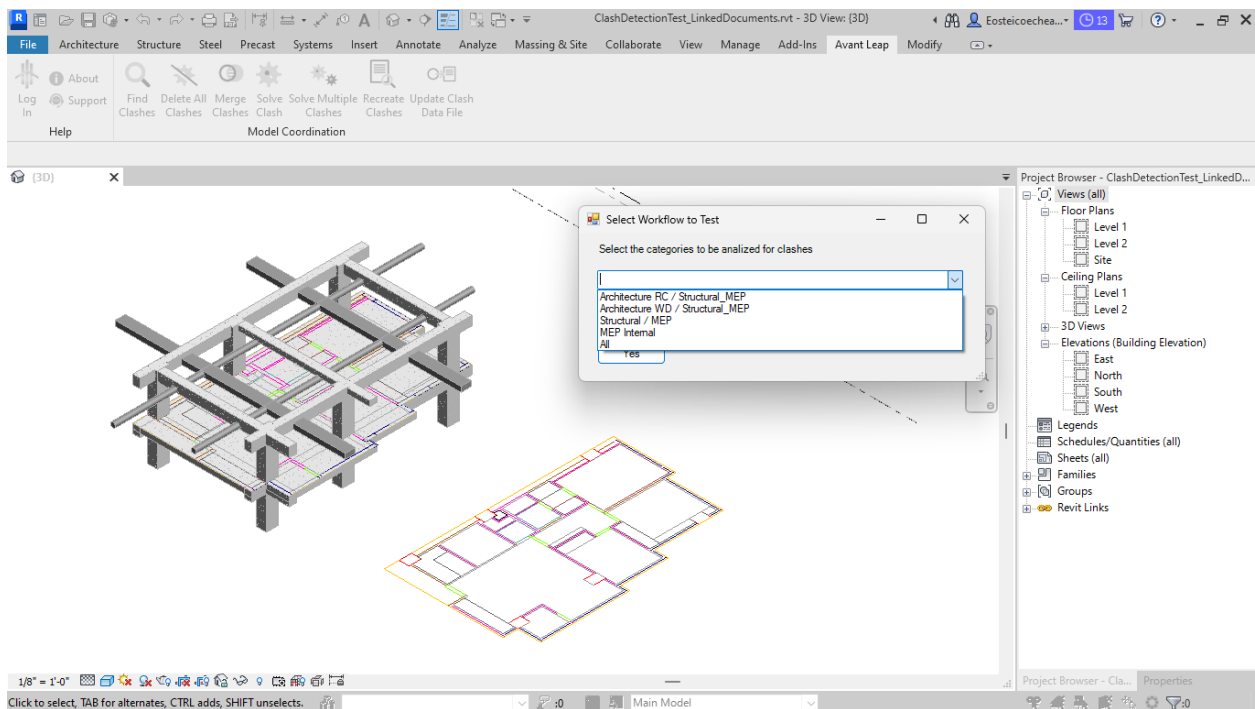 R
A
ClashDetectionTest_LinkedDocuments.rvt - 3D View: {3D}
Eosteicoechea...
13
?
File Architecture Structure Steel Precast Systems Insert Annotate Analyze Massing & Site Collaborate View Manage Add-Ins Avant Leap Modify
Log In
About
Support
Find Clashes
Delete All Clashes
Merge Clashes
Solve Clash
Solve Multiple Clashes
Recreate Clashes
Update Clash Data File
Help
Model Coordination
{3D}
Select Workflow to Test
Select the categories to be analized for clashes
Architecture RC / Structural_MEP
Architecture WD / Structural_MEP
Structural / MEP
MEP Internal
All
Yes
Project Browser - ClashDetectionTest_LinkedD...
Views (all)
Floor Plans
Level 1
Level 2
Site
Ceiling Plans
Level 1
Level 2
3D Views
Elevations (Building Elevation)
East
North
South
West
Legends
Schedules/Quantities (all)
Sheets (all)
Families
Groups
Revit Links
1/8" = 1'-0"
Project Browser - Cla...
Properties
Click to select, TAB for alternates, CTRL adds, SHIFT unselects.
:0
Main Model
:0